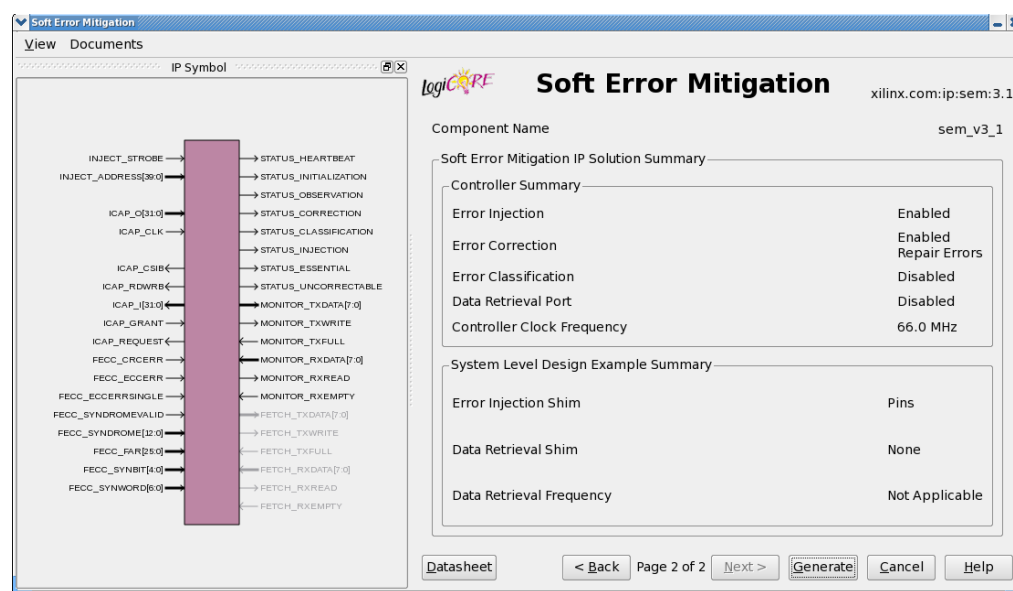 Soft Error Mitigation
View Documents
IP Symbol
INJECT_STROBE
INJECT_ADDRESS[39:0]
ICAP_O[31:0]
ICAP_CLK
ICAP_CSIB
ICAP_RDWRB
ICAP_I[31:0]
ICAP_GRANT
ICAP_REQUEST
FECC_CRCERR
FECC_ECCERR
FECC_ECCERRSINGLE
FECC_SYNDROMEVALID
FECC_SYNDROME[12:0]
FECC_FAR[25:0]
FECC_SYNBIT[4:0]
FECC_SYNWORD[6:0]
STATUS_HEARTBEAT
STATUS_INITIALIZATION
STATUS_OBSERVATION
STATUS_CORRECTION
STATUS_CLASSIFICATION
STATUS_INJECTION
STATUS_ESSENTIAL
STATUS_UNCORRECTABLE
MONITOR_TXDATA[7:0]
MONITOR_TXWRITE
MONITOR_TXFULL
MONITOR_RXDATA[7:0]
MONITOR_RXREAD
MONITOR_RXEMPTY
FETCH_TXDATA[7:0]
FETCH_TXWRITE
FETCH_TXFULL
FETCH_RXDATA[7:0]
FETCH_RXREAD
FETCH_RXEMPTY
LogiCORE
Soft Error Mitigation
xilinx.com:ip:sem:3.1
Component Name sem_v3_1
Soft Error Mitigation IP Solution Summary
Controller Summary
Error Injection Enabled
Error Correction Enabled
Repair Errors
Error Classification Disabled
Data Retrieval Port Disabled
Controller Clock Frequency 66.0 MHz
System Level Design Example Summary
Error Injection Shim Pins
Data Retrieval Shim None
Data Retrieval Frequency Not Applicable
Datasheet < Back Page 2 of 2 Next > Generate Cancel Help